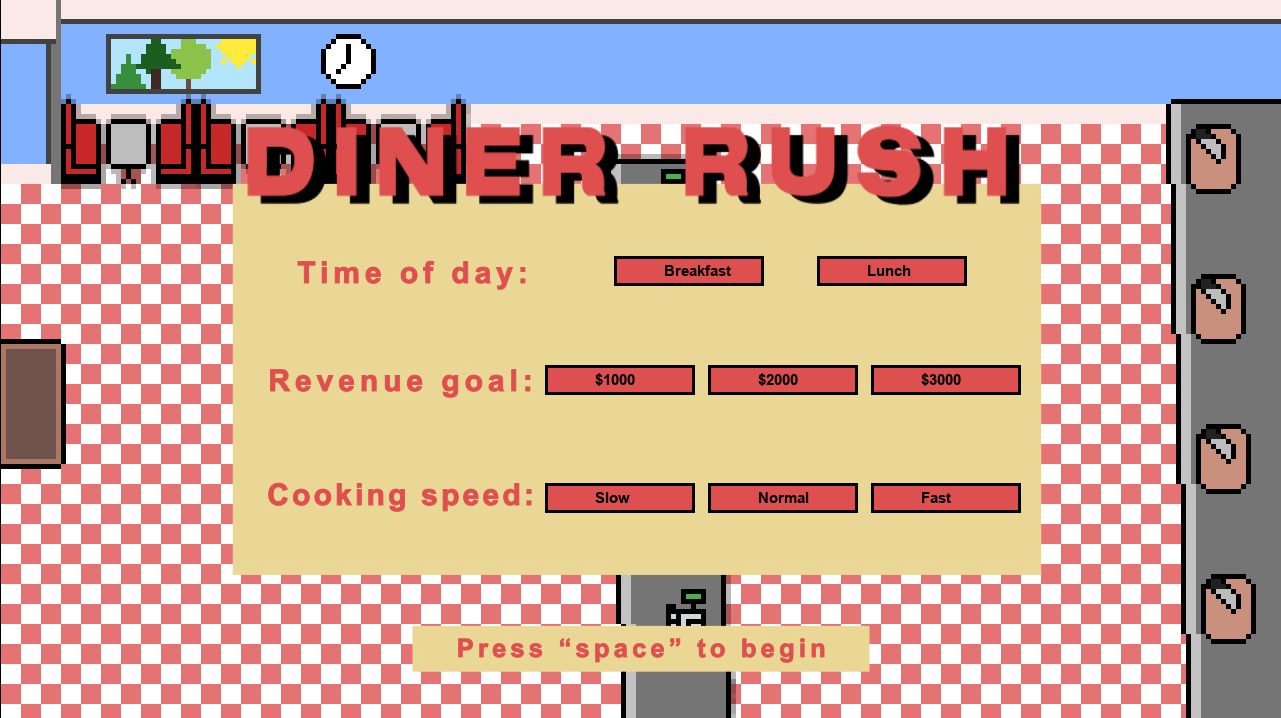 DINER RUSH
Time of day: Breakfast Lunch
Revenue goal: $1000 $2000 $3000
Cooking speed: Slow Normal Fast
Press “space” to begin